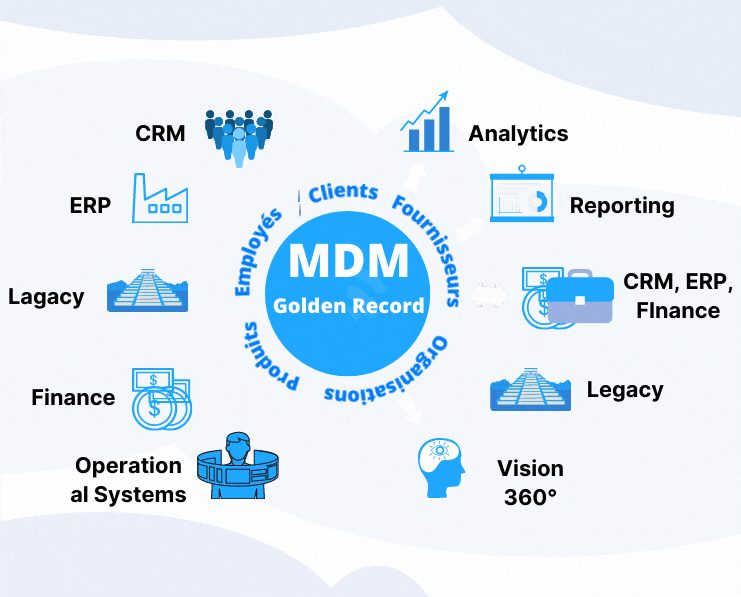 CRM
ERP
Lagacy
Finance
Operation
al Systems
Employés
Clients
Fournisseurs
Organisations
Produits
MDM
Golden Record
Analytics
Reporting
CRM, ERP,
FInance
Legacy
Vision
360°